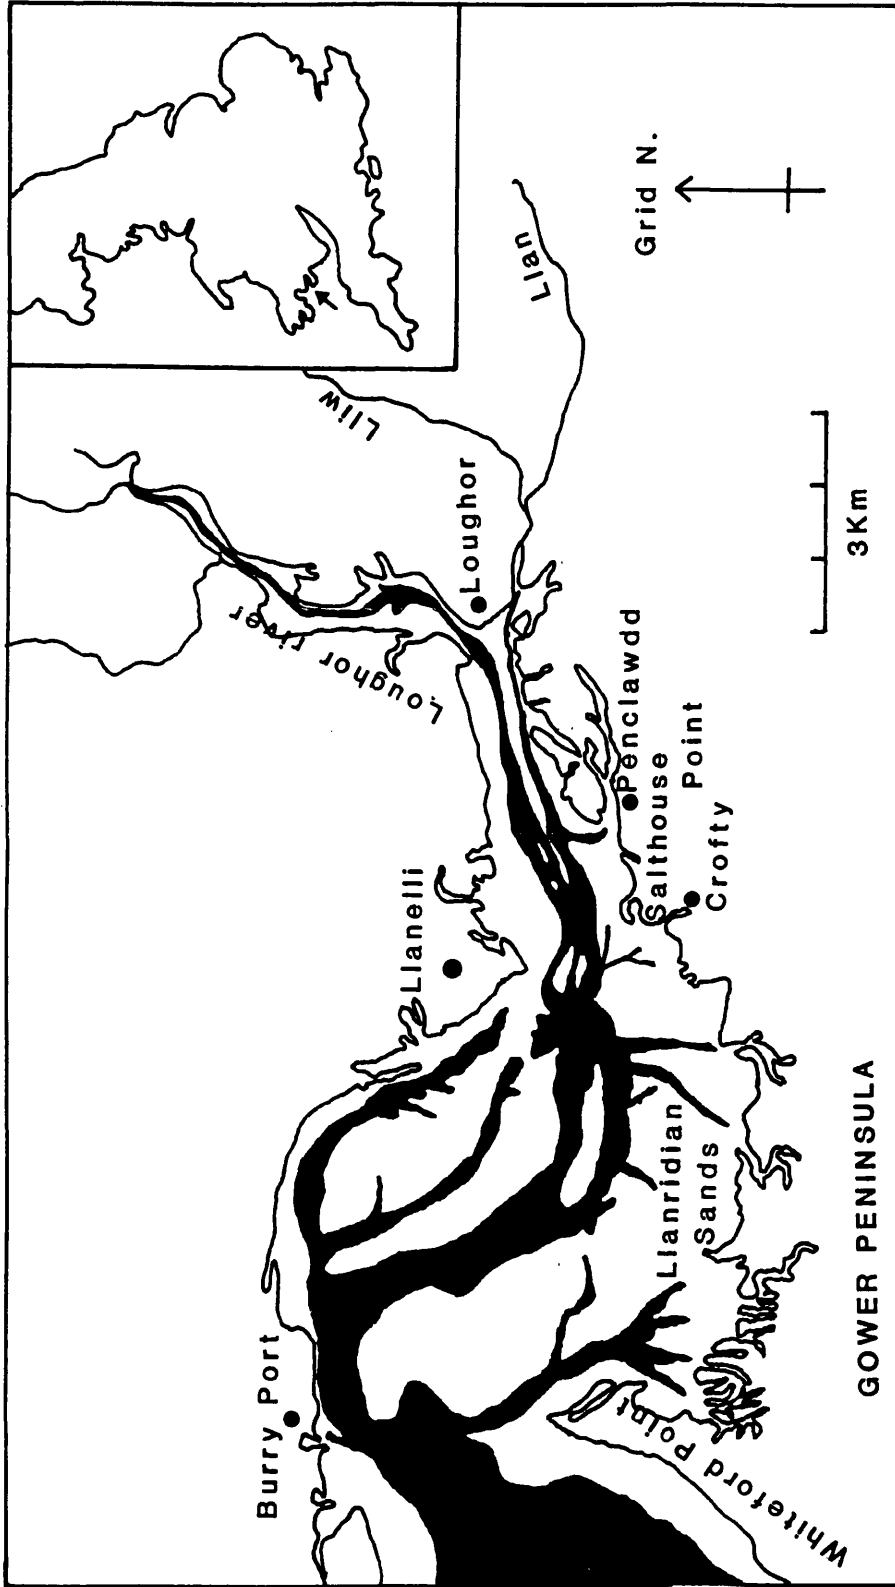 Grid N.
Llan
Lliw
Loughor
Loughor river
3Km
Penclawdd
Salthouse
Point
Crofty
Llanelli
Llanridian
Sands
Burry Port
Whiteford Point
GOWER PENINSULA